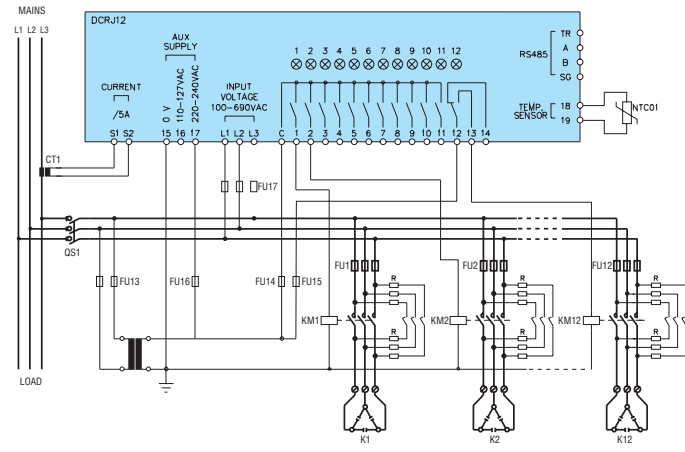 MAINS
L1 L2 L3
DCRJ12
AUX
SUPPLY
CURRENT
/5A
0 V
110-127VAC
220-240VAC
INPUT
VOLTAGE
100-690VAC
1 2 3 4 5 6 7 8 9 10 11 12
RS485
TR
A
B
SG
TEMP.
SENSOR
18
19
NTC01
S1 S2
15 16 17
L1 L2 L3
C 1 2 3 4 5 6 7 8 9 10 11 12 13 14
CT1
FU17
QS1
FU13
FU16
FU14
FU15
FU1
FU2
FU12
R
R
R
KM1
KM2
KM12
R
R
R
LOAD
K1
K2
K12